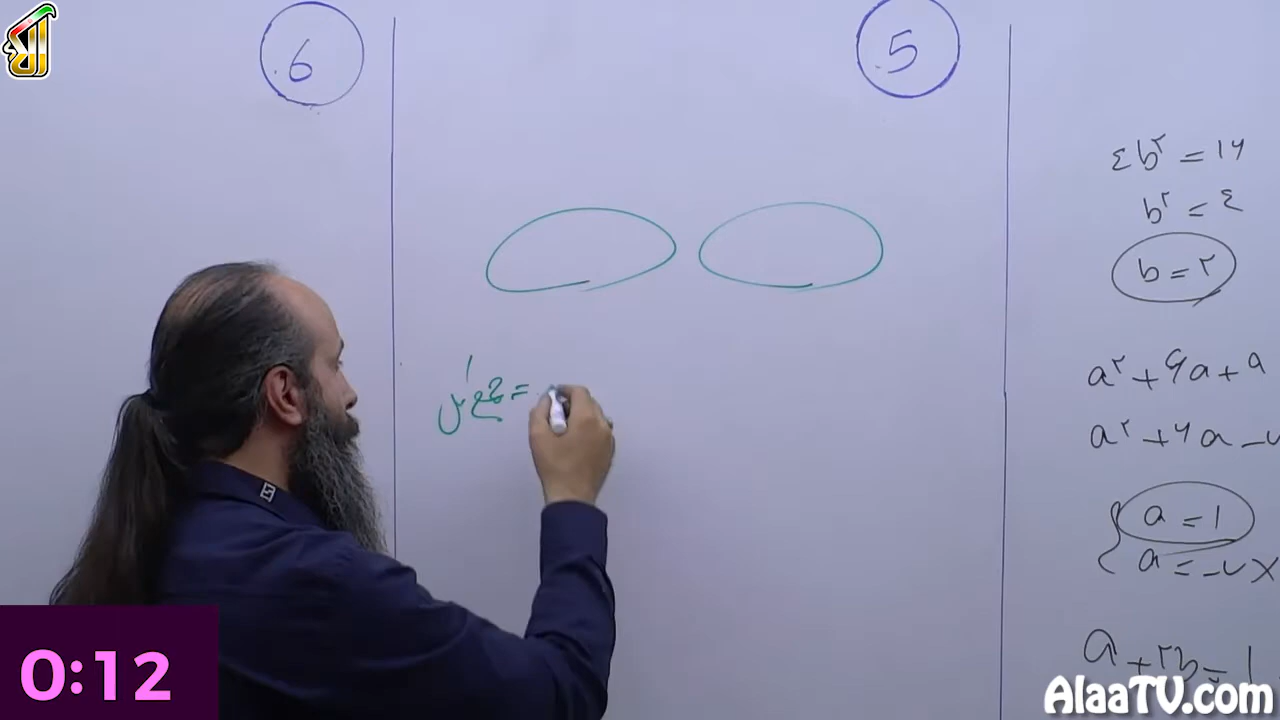 6
5
۴b² = ۱۶
b² = ۴
b = ۲
a² + ۶a + ۹
a² + ۶a - ۷
a = ۱
a = -۷ ×
a + ۲b = ۱
0:12
AlaaTV.com